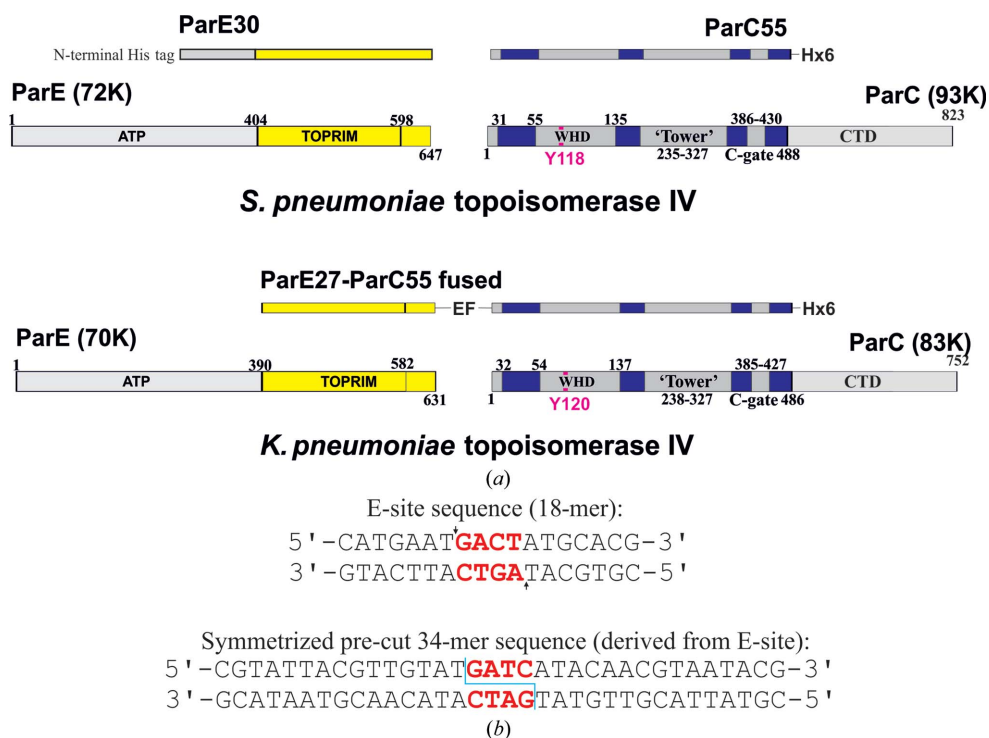 ParE30 ParC55
N-terminal His tag Hx6
ParE (72K) ParC (93K)
1 404 598 31 55 135 386-430 823
ATP TOPRIM WHD 'Tower' CTD
647 1 Y118 235-327 C-gate 488
S. pneumoniae topoisomerase IV
ParE27-ParC55 fused
EF Hx6
ParE (70K) ParC (83K)
1 390 582 32 54 137 385-427 752
ATP TOPRIM WHD 'Tower' CTD
631 1 Y120 238-327 C-gate 486
K. pneumoniae topoisomerase IV
(a)
E-site sequence (18-mer):
5'-CATGAATGACTATGCACG-3'
3'-GTACTTACTGATACGTGC-5'
Symmetrized pre-cut 34-mer sequence (derived from E-site):
5'-CGTATTACGTTGTATGATCATACAACGTAATACG-3'
3'-GCATAATGCAACATACTAGTATGTTGCATTATGC-5'
(b)